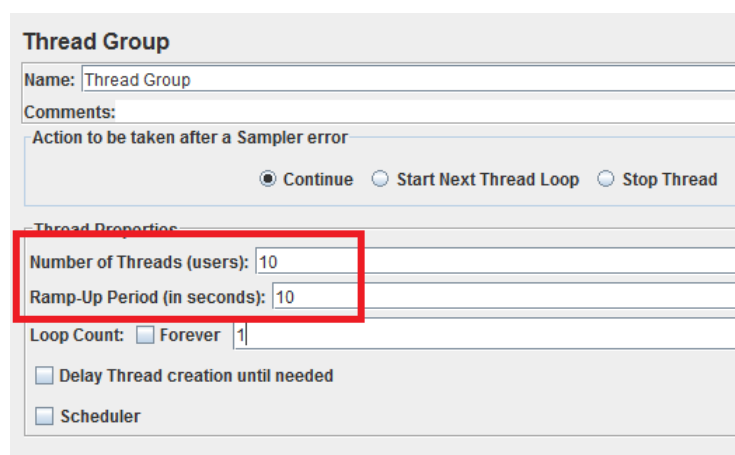 Thread Group
Name: Thread Group
Comments:
Action to be taken after a Sampler error
Continue Start Next Thread Loop Stop Thread
Thread Properties
Number of Threads (users): 10
Ramp-Up Period (in seconds): 10
Loop Count: Forever 1
Delay Thread creation until needed
Scheduler